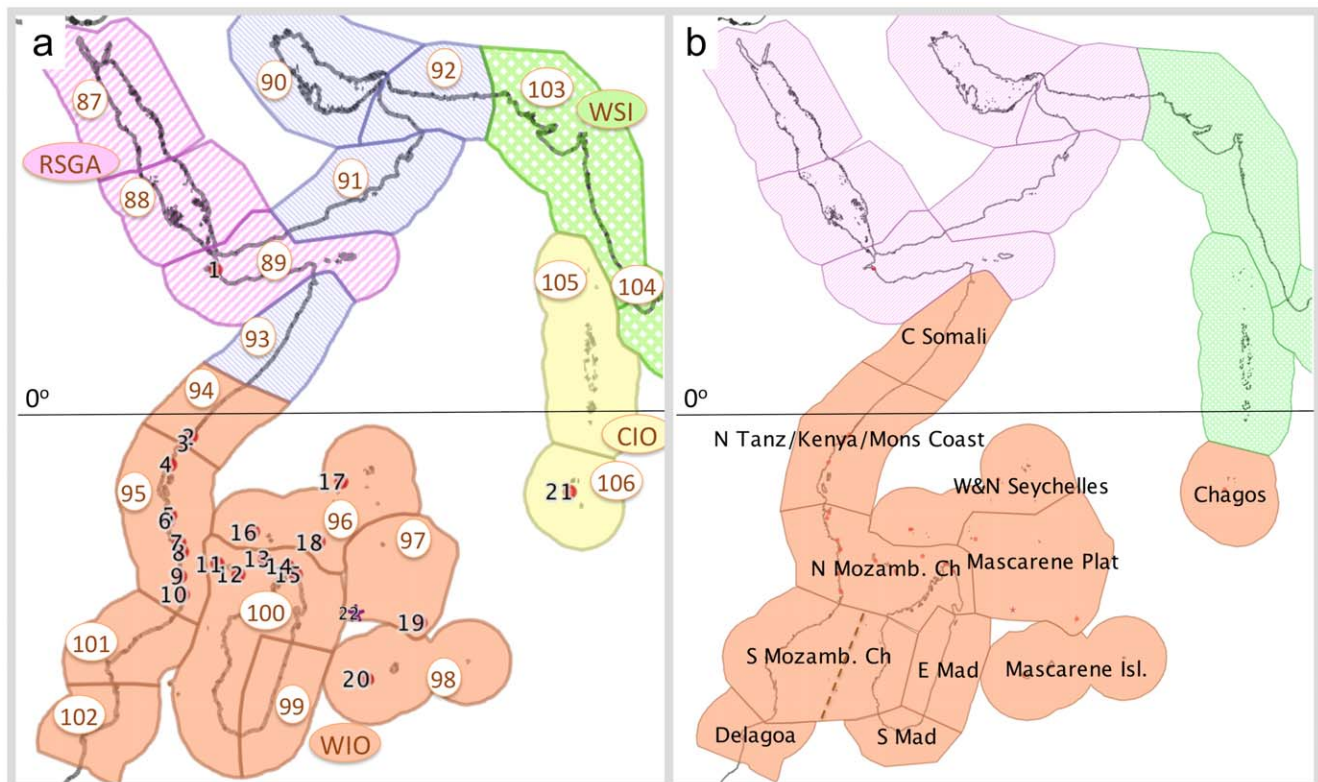 a
87
90
92
103
WSI
RSGA
88
91
1
89
105
104
93
94
0º
2
3
4
CIO
95
17
21
106
5
6
16
96
97
7
8
18
11
13
9
12
14
15
10
100
22
19
101
20
98
102
99
WIO
b
C Somali
0º
N Tanz/Kenya/Mons Coast
W&N Seychelles
Chagos
N Mozamb. Ch
Mascarene Plat
S Mozamb. Ch
E Mad
Mascarene Isl.
Delagoa
S Mad